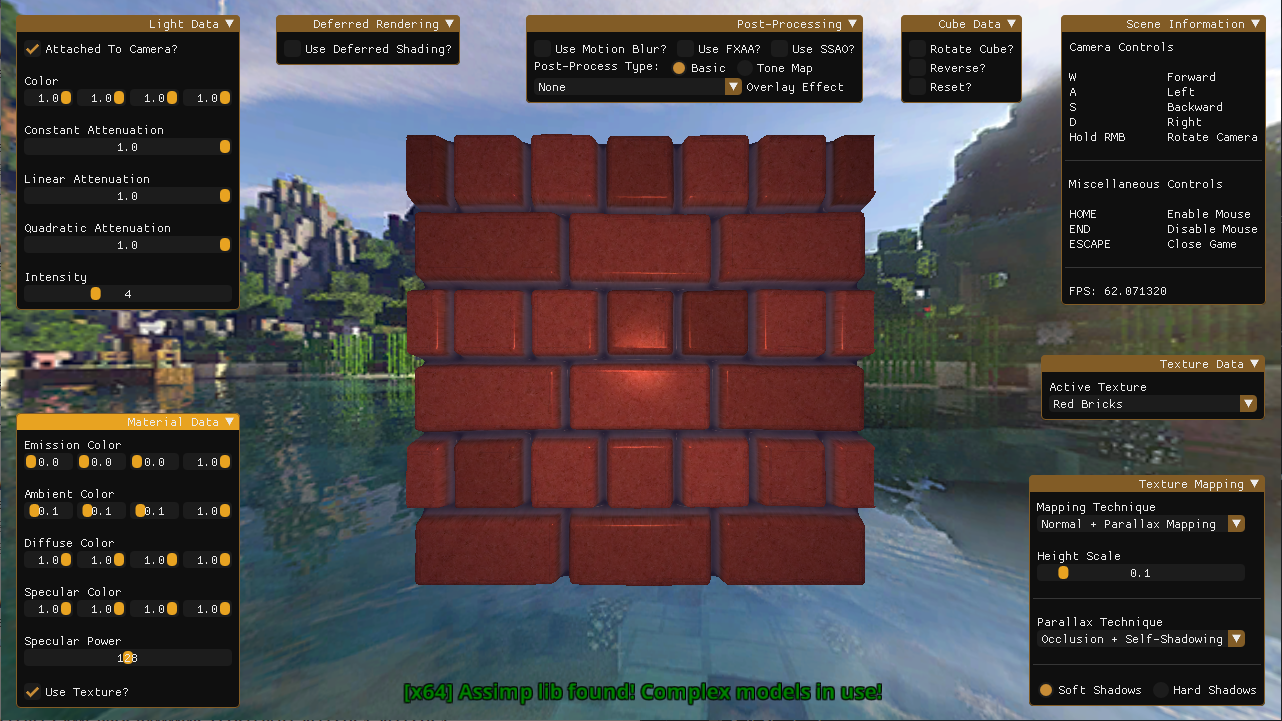 Light Data
Attached To Camera?
Color
1.0 1.0 1.0 1.0
Constant Attenuation
1.0
Linear Attenuation
1.0
Quadratic Attenuation
1.0
Intensity
4
Deferred Rendering
Use Deferred Shading?
Post-Processing
Use Motion Blur? Use FXAA? Use SSAO?
Post-Process Type: Basic Tone Map
None Overlay Effect
Cube Data
Rotate Cube?
Reverse?
Reset?
Scene Information
Camera Controls
W Forward
A Left
S Backward
D Right
Hold RMB Rotate Camera
Miscellaneous Controls
HOME Enable Mouse
END Disable Mouse
ESCAPE Close Game
FPS: 62.071320
Texture Data
Active Texture
Red Bricks
Material Data
Emission Color
0.0 0.0 0.0 1.0
Ambient Color
0.1 0.1 0.1 1.0
Diffuse Color
1.0 1.0 1.0 1.0
Specular Color
1.0 1.0 1.0 1.0
Specular Power
128
Use Texture?
Texture Mapping
Mapping Technique
Normal + Parallax Mapping
Height Scale
0.1
Parallax Technique
Occlusion + Self-Shadowing
Soft Shadows Hard Shadows
[x64] Assimp lib found! Complex models in use!